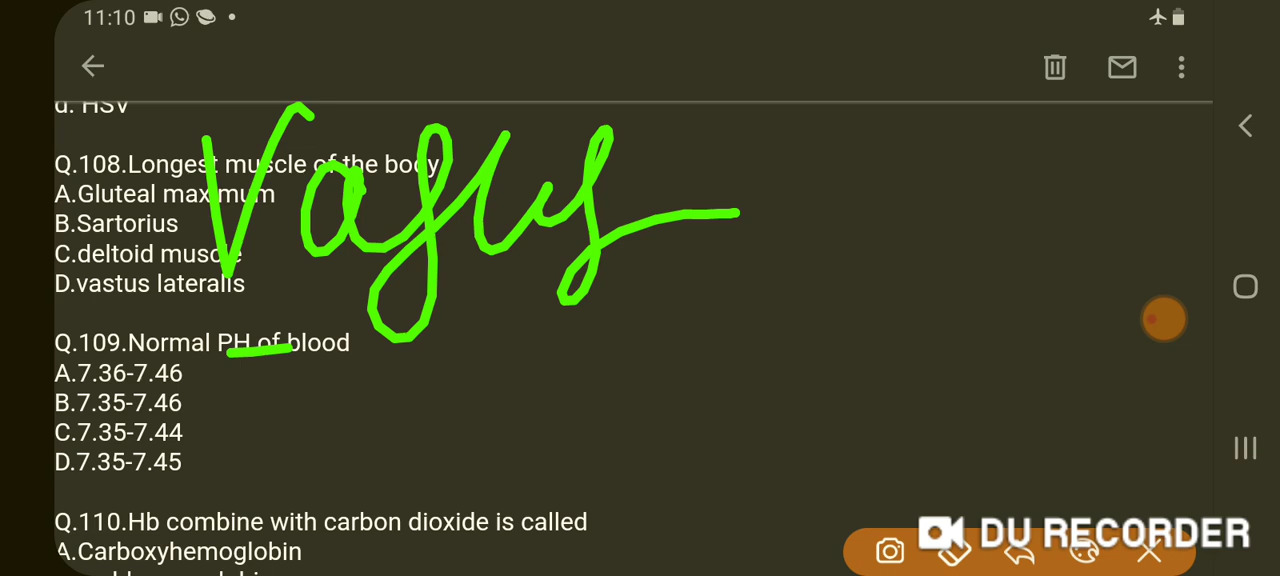 11:10
d. HSV
Vagus
Q.108.Longest muscle of the body
A.Gluteal maximum
B.Sartorius
C.deltoid muscle
D.vastus lateralis
Q.109.Normal PH of blood
A.7.36-7.46
B.7.35-7.46
C.7.35-7.44
D.7.35-7.45
Q.110.Hb combine with carbon dioxide is called
A.Carboxyhemoglobin
DU RECORDER